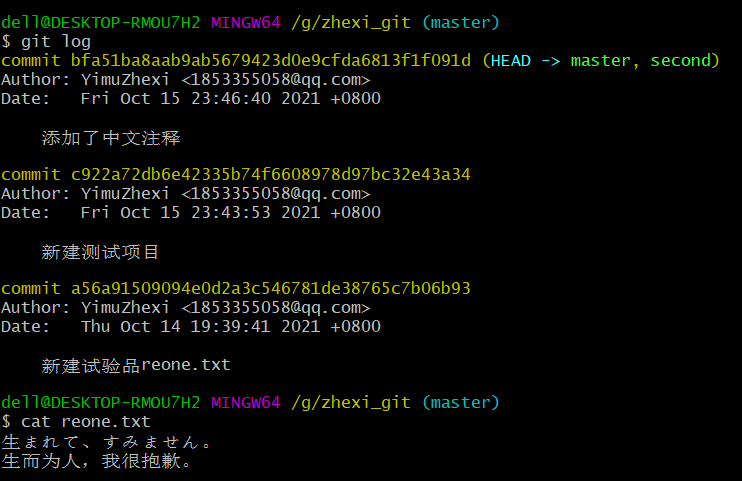 dell@DESKTOP-RMOU7H2 MINGW64 /g/zhexi_git (master)
$ git log
commit bfa51ba8aab9ab5679423d0e9cfda6813f1f091d (HEAD -> master, second)
Author: YimuZhexi <1853355058@qq.com>
Date:   Fri Oct 15 23:46:40 2021 +0800
添加了中文注释
commit c922a72db6e42335b74f6608978d97bc32e43a34
Author: YimuZhexi <1853355058@qq.com>
Date:   Fri Oct 15 23:43:53 2021 +0800
新建测试项目
commit a56a91509094e0d2a3c546781de38765c7b06b93
Author: YimuZhexi <1853355058@qq.com>
Date:   Thu Oct 14 19:39:41 2021 +0800
新建试验品reone.txt
dell@DESKTOP-RMOU7H2 MINGW64 /g/zhexi_git (master)
$ cat reone.txt
生まれて、すみません。
生而为人，我很抱歉。